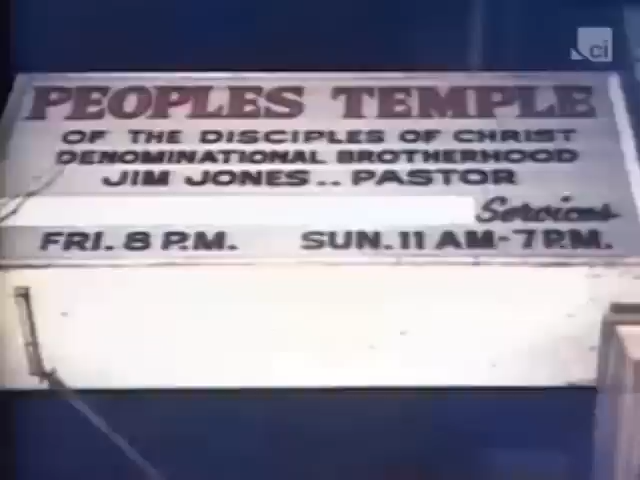 ci
PEOPLES TEMPLE
OF THE DISCIPLES OF CHRIST
DENOMINATIONAL BROTHERHOOD
JIM JONES.. PASTOR
Services
FRI. 8 P.M. SUN. 11 AM-7 P.M.